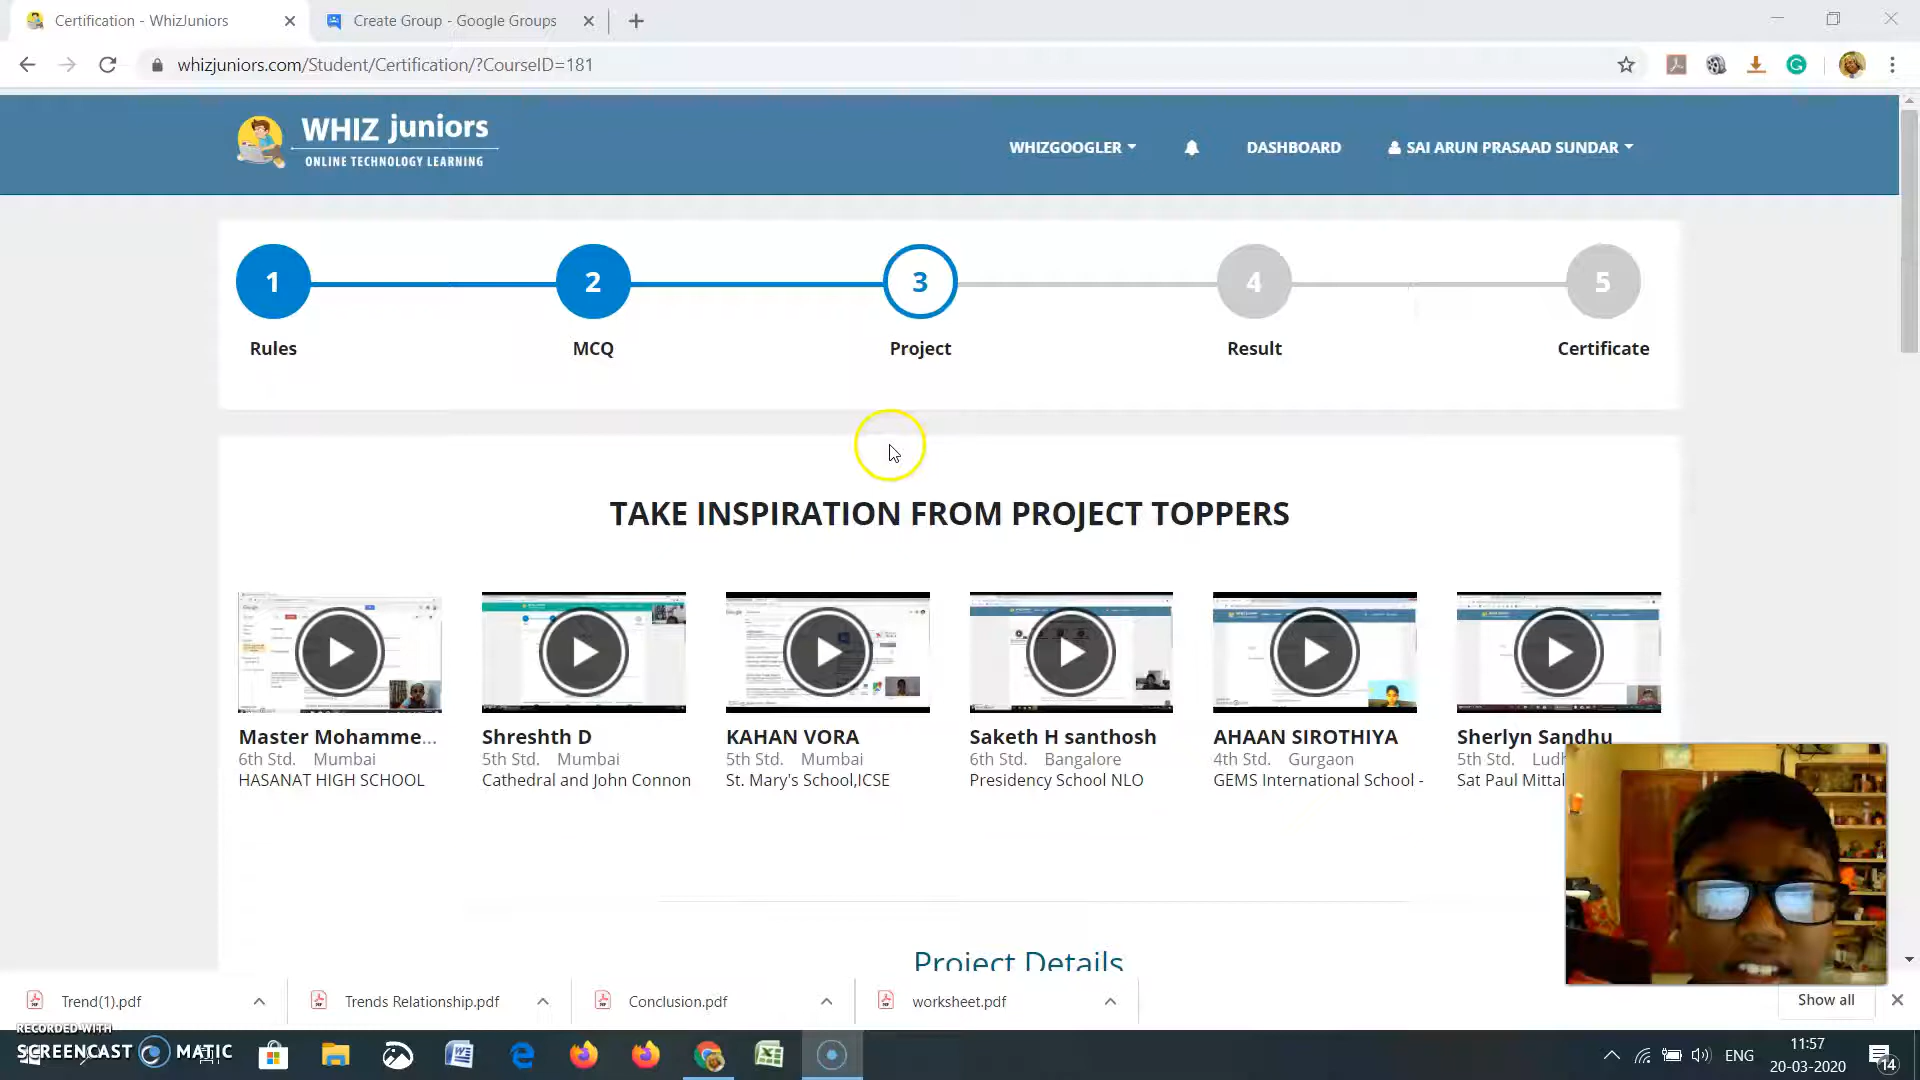 Certification - WhizJuniors
Create Group - Google Groups
whizjuniors.com/Student/Certification/?CourseID=181
WHIZ juniors
ONLINE TECHNOLOGY LEARNING
WHIZGOOGLER
DASHBOARD
SAI ARUN PRASAAD SUNDAR
1
2
3
4
5
Rules
MCQ
Project
Result
Certificate
TAKE INSPIRATION FROM PROJECT TOPPERS
Master Mohamme...
6th Std. Mumbai
HASANAT HIGH SCHOOL
Shreshth D
5th Std. Mumbai
Cathedral and John Connon
KAHAN VORA
5th Std. Mumbai
St. Mary's School,ICSE
Saketh H santhosh
6th Std. Bangalore
Presidency School NLO
AHAAN SIROTHIYA
4th Std. Gurgaon
GEMS International School -
Sherlyn Sandhu
5th Std. Ludh
Sat Paul Mittal
Project Details
Trend(1).pdf
Trends Relationship.pdf
Conclusion.pdf
worksheet.pdf
Show all
RECORDED WITH
SCREENCAST MATIC
ENG
11:57
20-03-2020
14